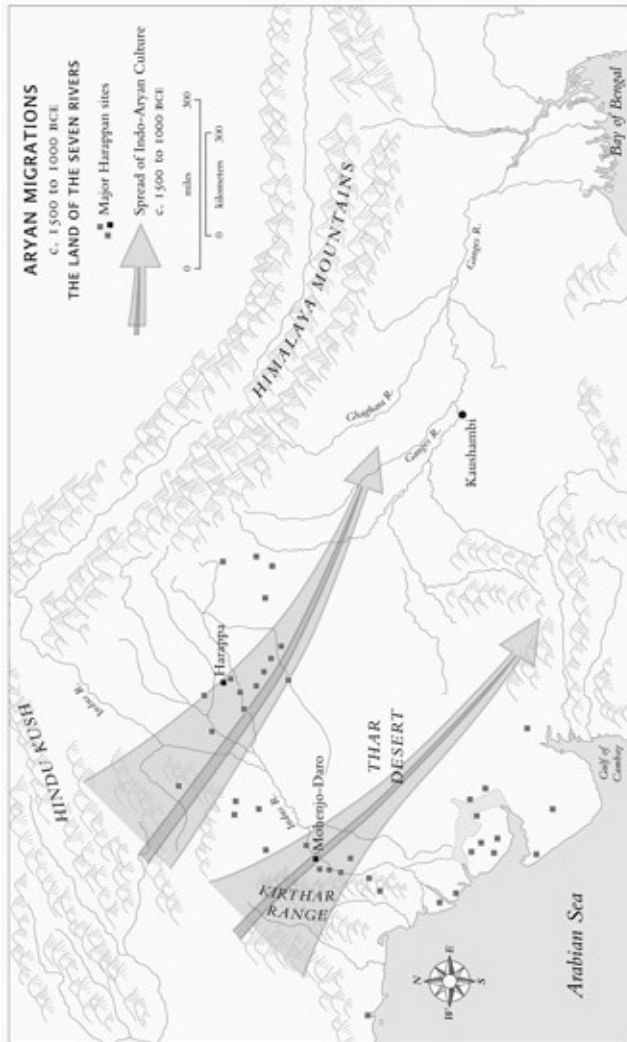 ARYAN MIGRATIONS
c. 1500 to 1000 BCE
THE LAND OF THE SEVEN RIVERS
Major Harappan sites
Spread of Indo-Aryan Culture
c. 1500 to 1000 BCE
0 miles 300
0 kilometers 300
HINDU KUSH
Indus R.
Harappa
HIMALAYA MOUNTAINS
Ghaghara R.
Ganges R.
Ganges R.
Kaushambi
Indus R.
Mohenjo-Daro
KIRTHAR
RANGE
THAR
DESERT
N
W
E
S
Arabian Sea
Gulf of
Cambay
Bay of Bengal